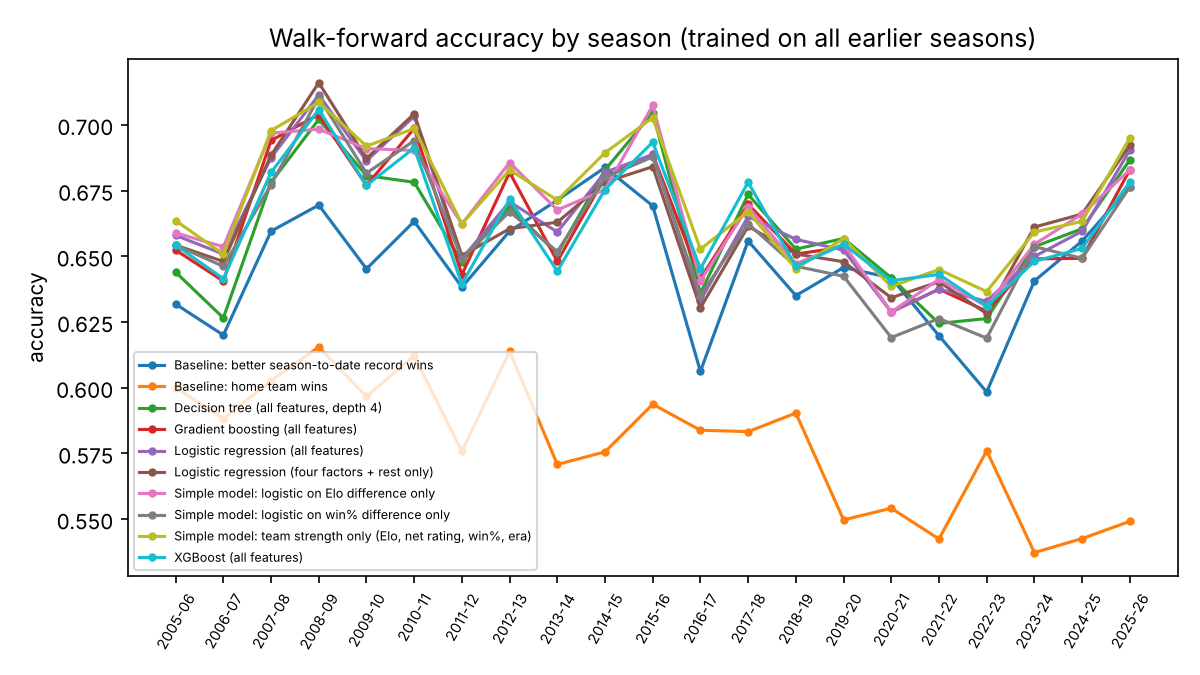 Walk-forward accuracy by season (trained on all earlier seasons)
accuracy
0.700
0.675
0.650
0.625
0.600
0.575
0.550
Baseline: better season-to-date record wins
Baseline: home team wins
Decision tree (all features, depth 4)
Gradient boosting (all features)
Logistic regression (all features)
Logistic regression (four factors + rest only)
Simple model: logistic on Elo difference only
Simple model: logistic on win% difference only
Simple model: team strength only (Elo, net rating, win%, era)
XGBoost (all features)
2005-06
2006-07
2007-08
2008-09
2009-10
2010-11
2011-12
2012-13
2013-14
2014-15
2015-16
2016-17
2017-18
2018-19
2019-20
2020-21
2021-22
2022-23
2023-24
2024-25
2025-26